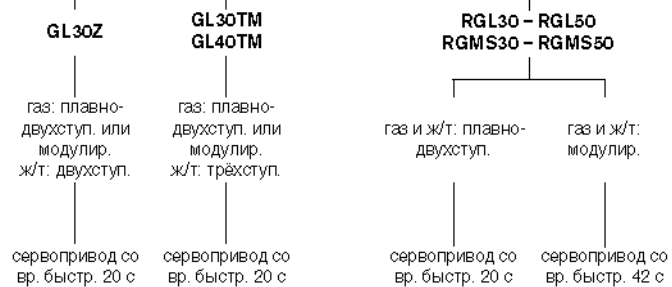 GL30Z
GL30TM
GL40TM
RGL30 – RGL50
RGMS30 – RGMS50
газ: плавно-
двухступ. или
модулир.
ж/т: двухступ.
газ: плавно-
двухступ. или
модулир.
ж/т: трёхступ.
газ и ж/т: плавно-
двухступ.
газ и ж/т:
модулир.
сервопривод со
вр. быстр. 20 с
сервопривод со
вр. быстр. 20 с
сервопривод со
вр. быстр. 20 с
сервопривод со
вр. быстр. 42 с